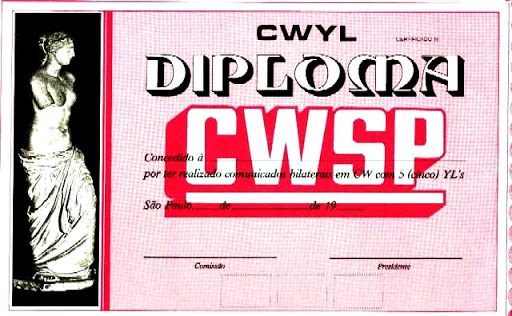 CWYL
CERTIFICADO Nº
DIPLOMA
CWSP
Concedido à
por ter realizado comunicados bilaterais em CW com 5 (cinco) YL's
São Paulo, de de 19
Comissão Presidente